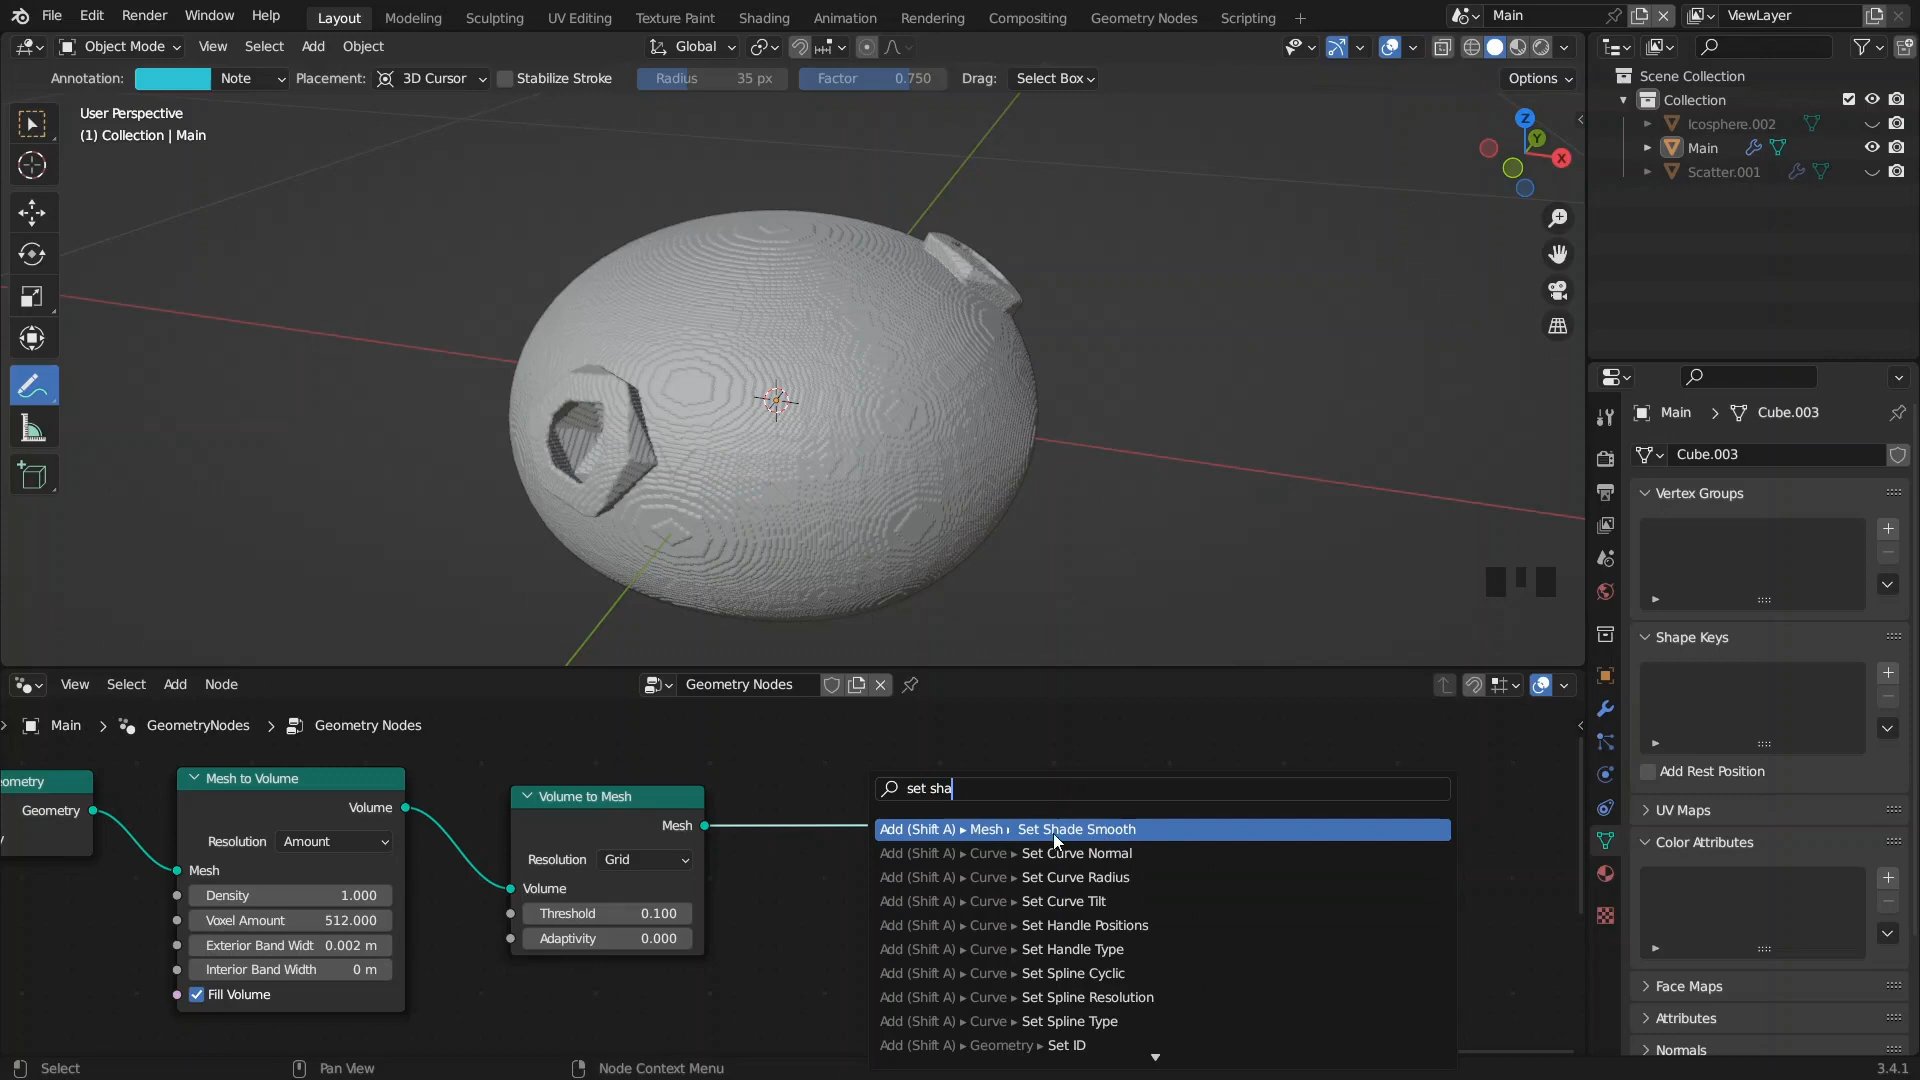 File Edit Render Window Help Layout Modeling Sculpting UV Editing Texture Paint Shading Animation Rendering Compositing Geometry Nodes Scripting + Main ViewLayer
Object Mode View Select Add Object Global
Annotation: Note Placement: 3D Cursor Stabilize Stroke Radius 35 px Factor 0.750 Drag: Select Box Options
User Perspective
(1) Collection | Main
Z
Y
X
Scene Collection
Collection
Icosphere.002
Main
Scatter.001
Main > Cube.003
Cube.003
Vertex Groups
Shape Keys
Add Rest Position
UV Maps
Color Attributes
Face Maps
Attributes
Normals
View Select Add Node Geometry Nodes
Main > GeometryNodes > Geometry Nodes
ometry
Geometry
y
Mesh to Volume
Volume
Resolution Amount
Mesh
Density 1.000
Voxel Amount 512.000
Exterior Band Widt 0.002 m
Interior Band Width 0 m
Fill Volume
Volume to Mesh
Mesh
Resolution Grid
Volume
Threshold 0.100
Adaptivity 0.000
set sha
Add (Shift A) ▸ Mesh ▸ Set Shade Smooth
Add (Shift A) ▸ Curve ▸ Set Curve Normal
Add (Shift A) ▸ Curve ▸ Set Curve Radius
Add (Shift A) ▸ Curve ▸ Set Curve Tilt
Add (Shift A) ▸ Curve ▸ Set Handle Positions
Add (Shift A) ▸ Curve ▸ Set Handle Type
Add (Shift A) ▸ Curve ▸ Set Spline Cyclic
Add (Shift A) ▸ Curve ▸ Set Spline Resolution
Add (Shift A) ▸ Curve ▸ Set Spline Type
Add (Shift A) ▸ Geometry ▸ Set ID
Select Pan View Node Context Menu 3.4.1